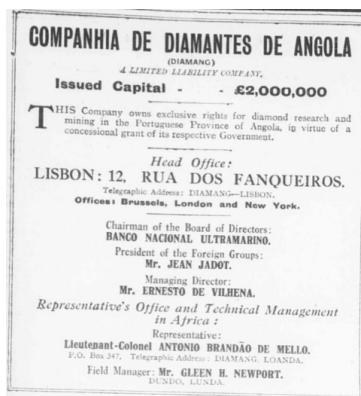 COMPANHIA DE DIAMANTES DE ANGOLA
(DIAMANG)
A LIMITED LIABILITY COMPANY.
Issued Capital - - £2,000,000
THIS Company owns exclusive rights for diamond research and
mining in the Portuguese Province of Angola, in virtue of a
concessional grant of its respective Government.
Head Office:
LISBON: 12, RUA DOS FANQUEIROS.
Telegraphic Address: DIAMANG—LISBON.
Offices: Brussels, London and New York.
Chairman of the Board of Directors:
BANCO NACIONAL ULTRAMARINO.
President of the Foreign Groups:
Mr. JEAN JADOT.
Managing Director:
Mr. ERNESTO DE VILHENA.
Representative's Office and Technical Management
in Africa:
Representative:
Lieutenant-Colonel ANTONIO BRANDÃO DE MELLO.
P.O. Box 347. Telegraphic Address: DIAMANG, LOANDA.
Field Manager: Mr. GLEEN H. NEWPORT.
DUNDO, LUNDA.